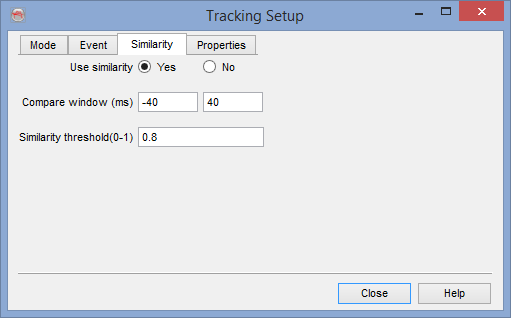 Tracking Setup
Mode Event Similarity Properties
Use similarity Yes No
Compare window (ms) -40 40
Similarity threshold(0-1) 0.8
Close Help